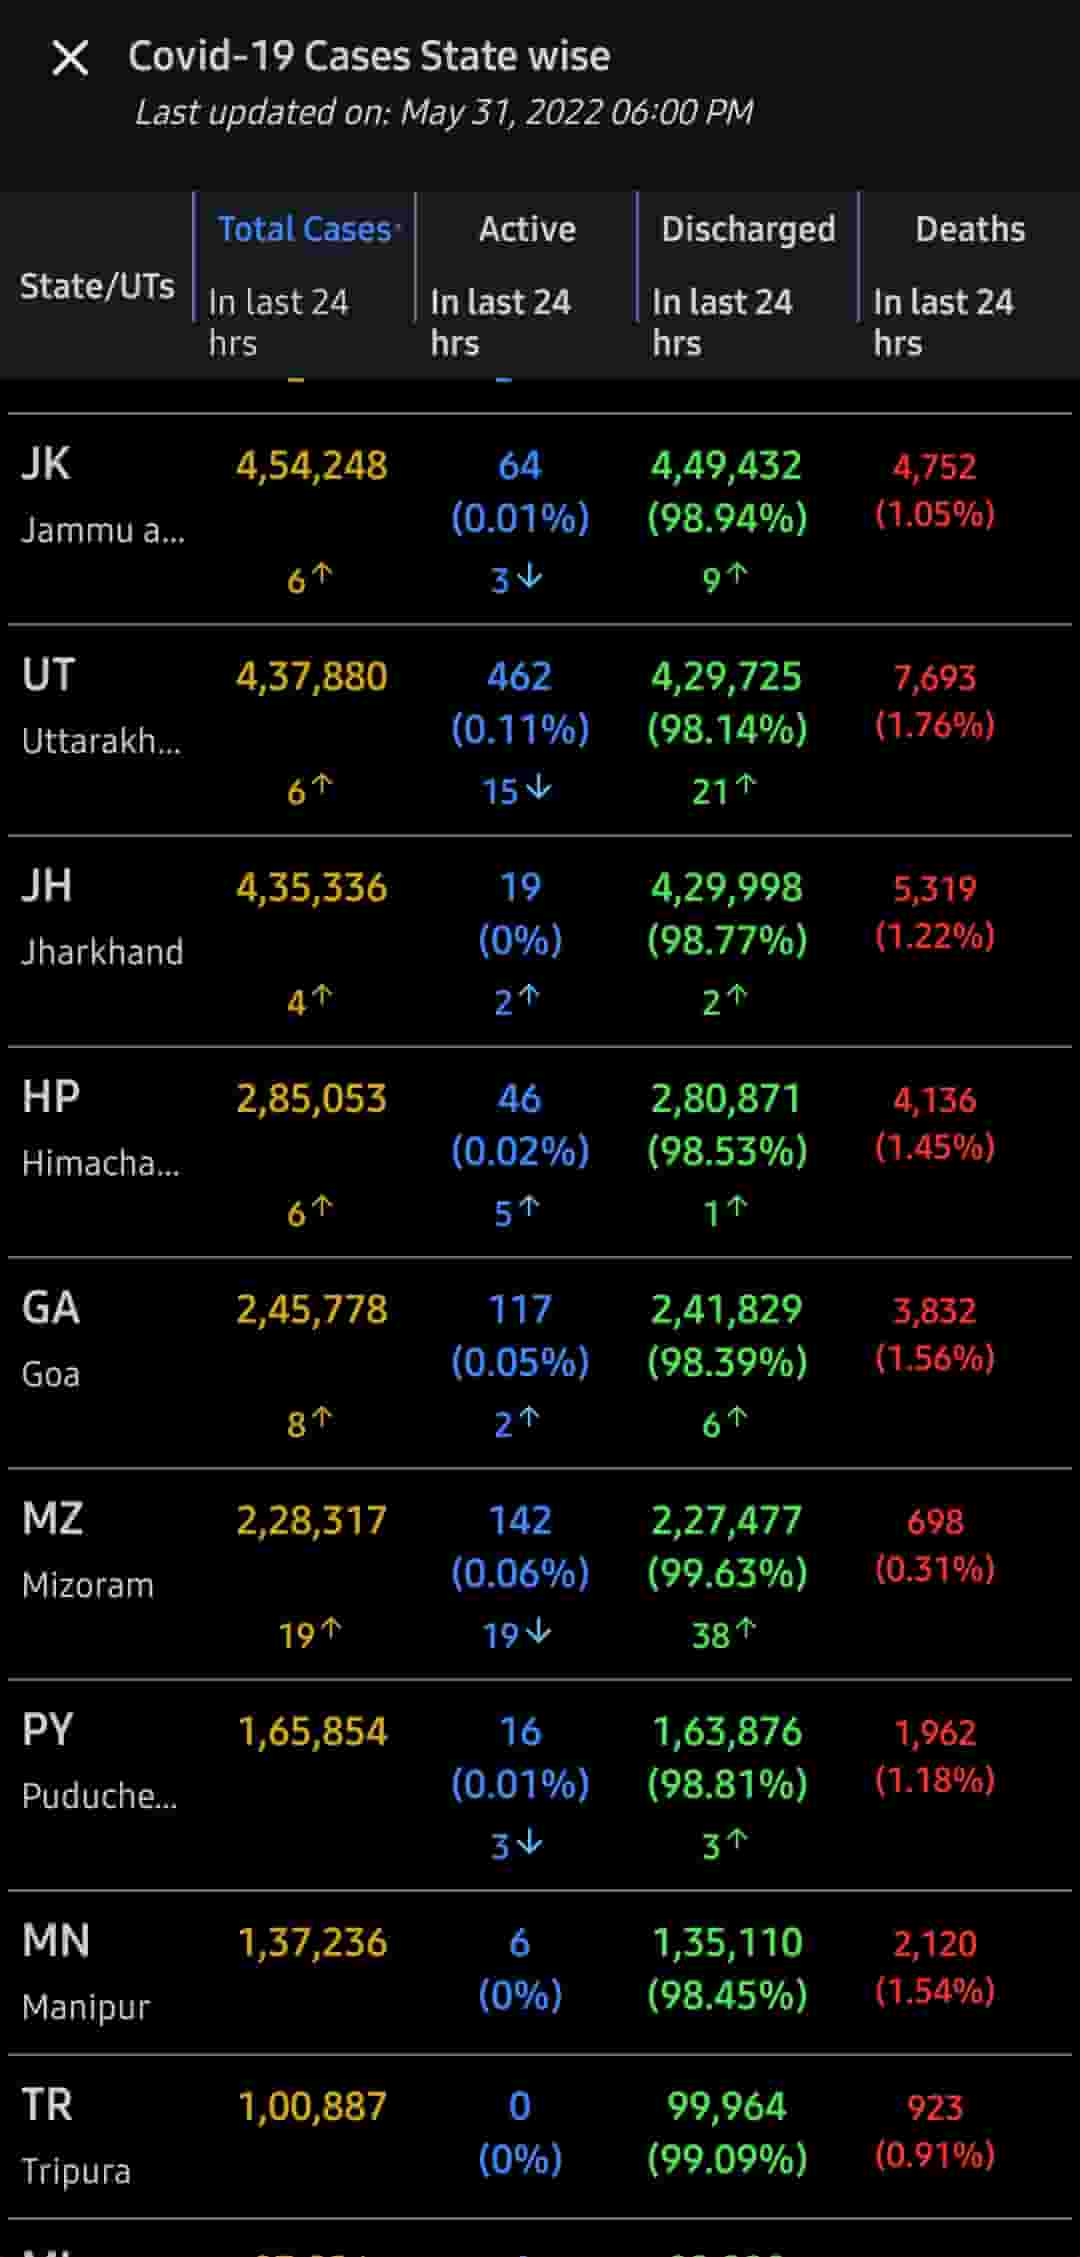 Covid-19 Cases State wise
Last updated on: May 31, 2022 06:00 PM
State/UTs
Total Cases
In last 24
hrs
Active
In last 24
hrs
Discharged
In last 24
hrs
Deaths
In last 24
hrs
JK 4,54,248 64 4,49,432 4,752
Jammu a... (0.01%) (98.94%) (1.05%)
6↑ 3↓ 9↑
UT 4,37,880 462 4,29,725 7,693
Uttarakh... (0.11%) (98.14%) (1.76%)
6↑ 15↓ 21↑
JH 4,35,336 19 4,29,998 5,319
Jharkhand (0%) (98.77%) (1.22%)
4↑ 2↑ 2↑
HP 2,85,053 46 2,80,871 4,136
Himacha... (0.02%) (98.53%) (1.45%)
6↑ 5↑ 1↑
GA 2,45,778 117 2,41,829 3,832
Goa (0.05%) (98.39%) (1.56%)
8↑ 2↑ 6↑
MZ 2,28,317 142 2,27,477 698
Mizoram (0.06%) (99.63%) (0.31%)
19↑ 19↓ 38↑
PY 1,65,854 16 1,63,876 1,962
Puduche... (0.01%) (98.81%) (1.18%)
3↓ 3↑
MN 1,37,236 6 1,35,110 2,120
Manipur (0%) (98.45%) (1.54%)
TR 1,00,887 0 99,964 923
Tripura (0%) (99.09%) (0.91%)